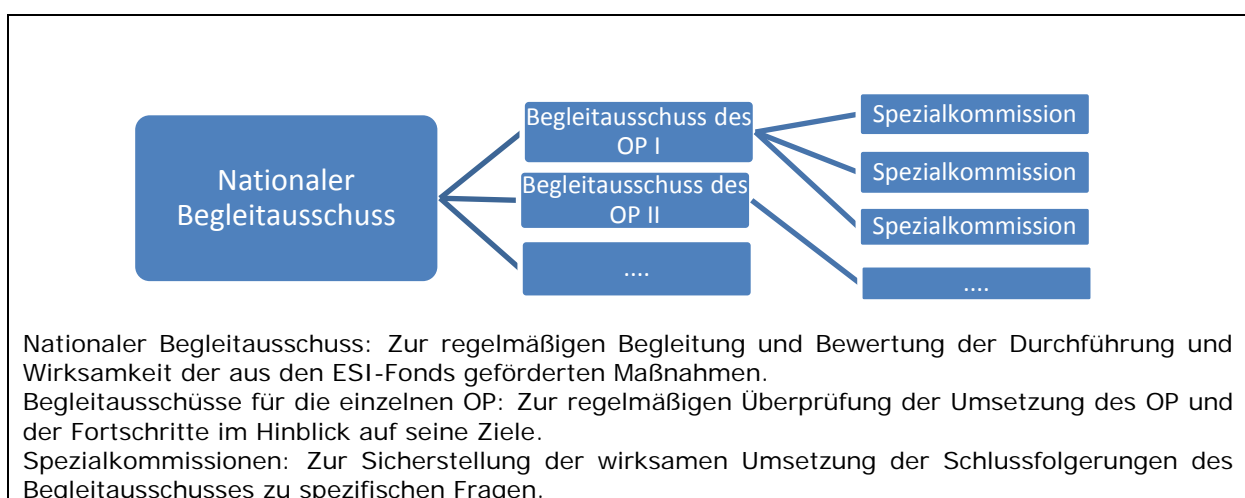 Nationaler
Begleitausschuss
Begleitausschuss des
OP I
Begleitausschuss des
OP II
....
Spezialkommission
Spezialkommission
Spezialkommission
....
Nationaler Begleitausschuss: Zur regelmäßigen Begleitung und Bewertung der Durchführung und
Wirksamkeit der aus den ESI-Fonds geförderten Maßnahmen.
Begleitausschüsse für die einzelnen OP: Zur regelmäßigen Überprüfung der Umsetzung des OP und
der Fortschritte im Hinblick auf seine Ziele.
Spezialkommissionen: Zur Sicherstellung der wirksamen Umsetzung der Schlussfolgerungen des
Begleitausschusses zu spezifischen Fragen.